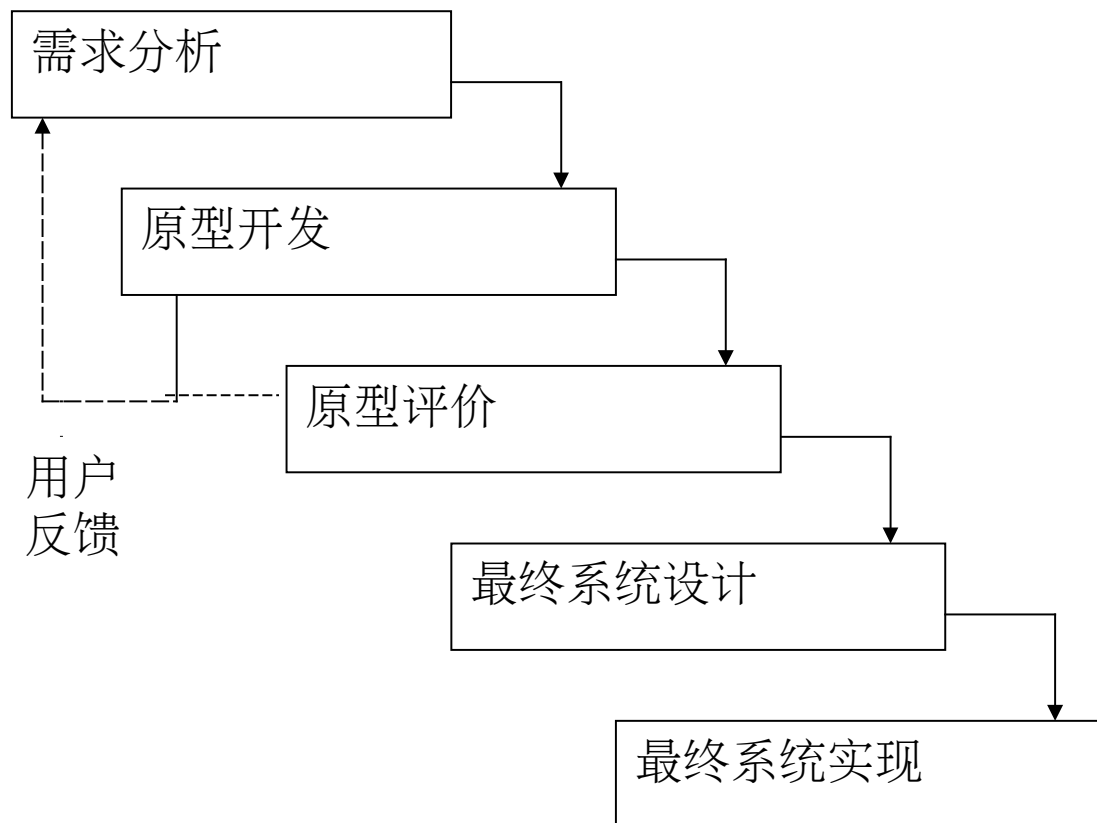 需求分析
原型开发
原型评价
用户
反馈
最终系统设计
最终系统实现